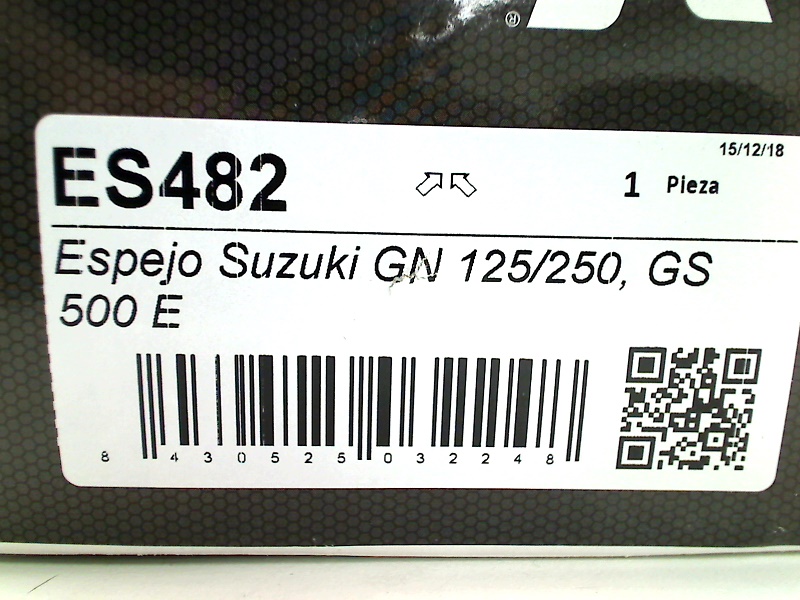 ®
15/12/18
ES482
1 Pieza
Espejo Suzuki GN 125/250, GS
500 E
8 430525 032248